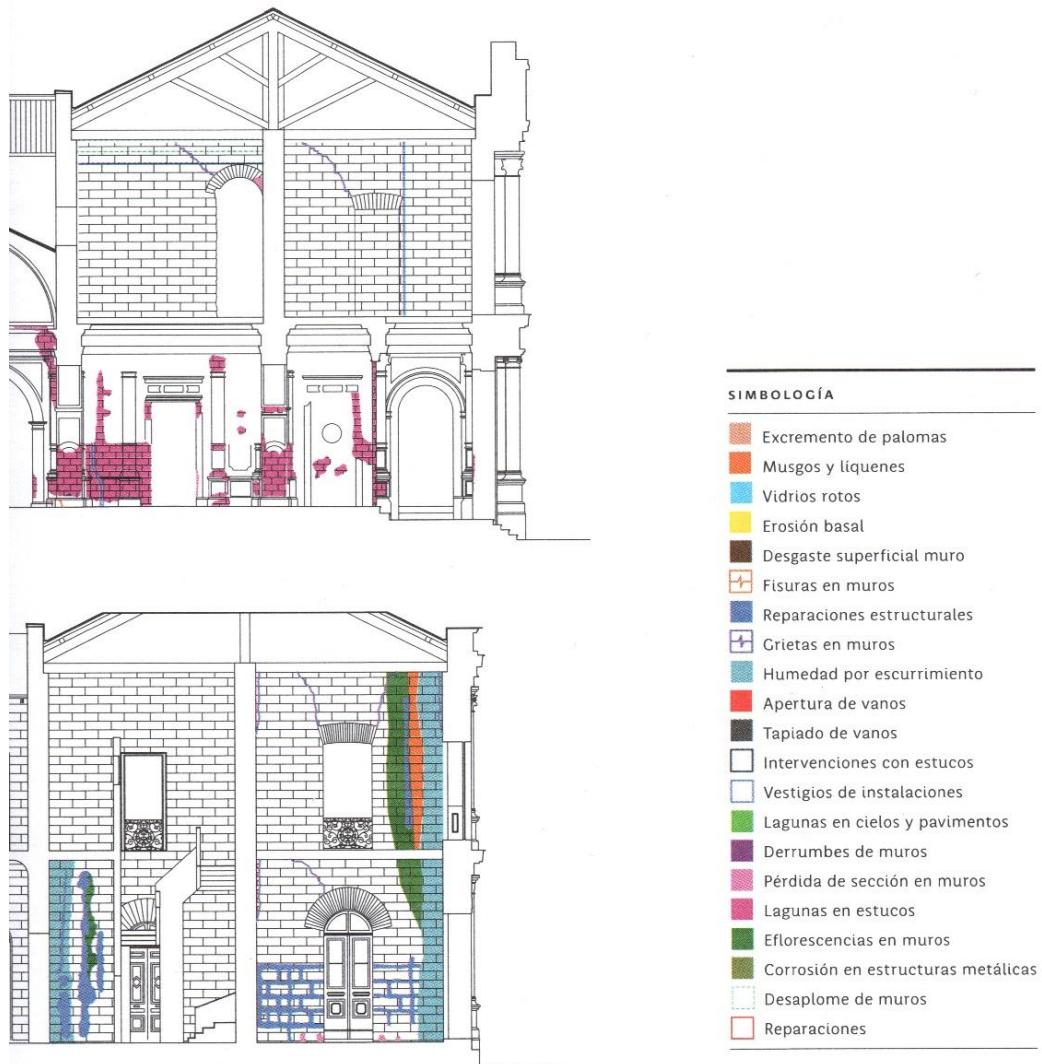 SIMBOLOGÍA
Excremento de palomas
Musgos y líquenes
Vidrios rotos
Erosión basal
Desgaste superficial muro
Fisuras en muros
Reparaciones estructurales
Grietas en muros
Humedad por escurrimiento
Apertura de vanos
Tapiado de vanos
Intervenciones con estucos
Vestigios de instalaciones
Lagunas en cielos y pavimentos
Derrumbes de muros
Pérdida de sección en muros
Lagunas en estucos
Eflorescencias en muros
Corrosión en estructuras metálicas
Desaplome de muros
Reparaciones